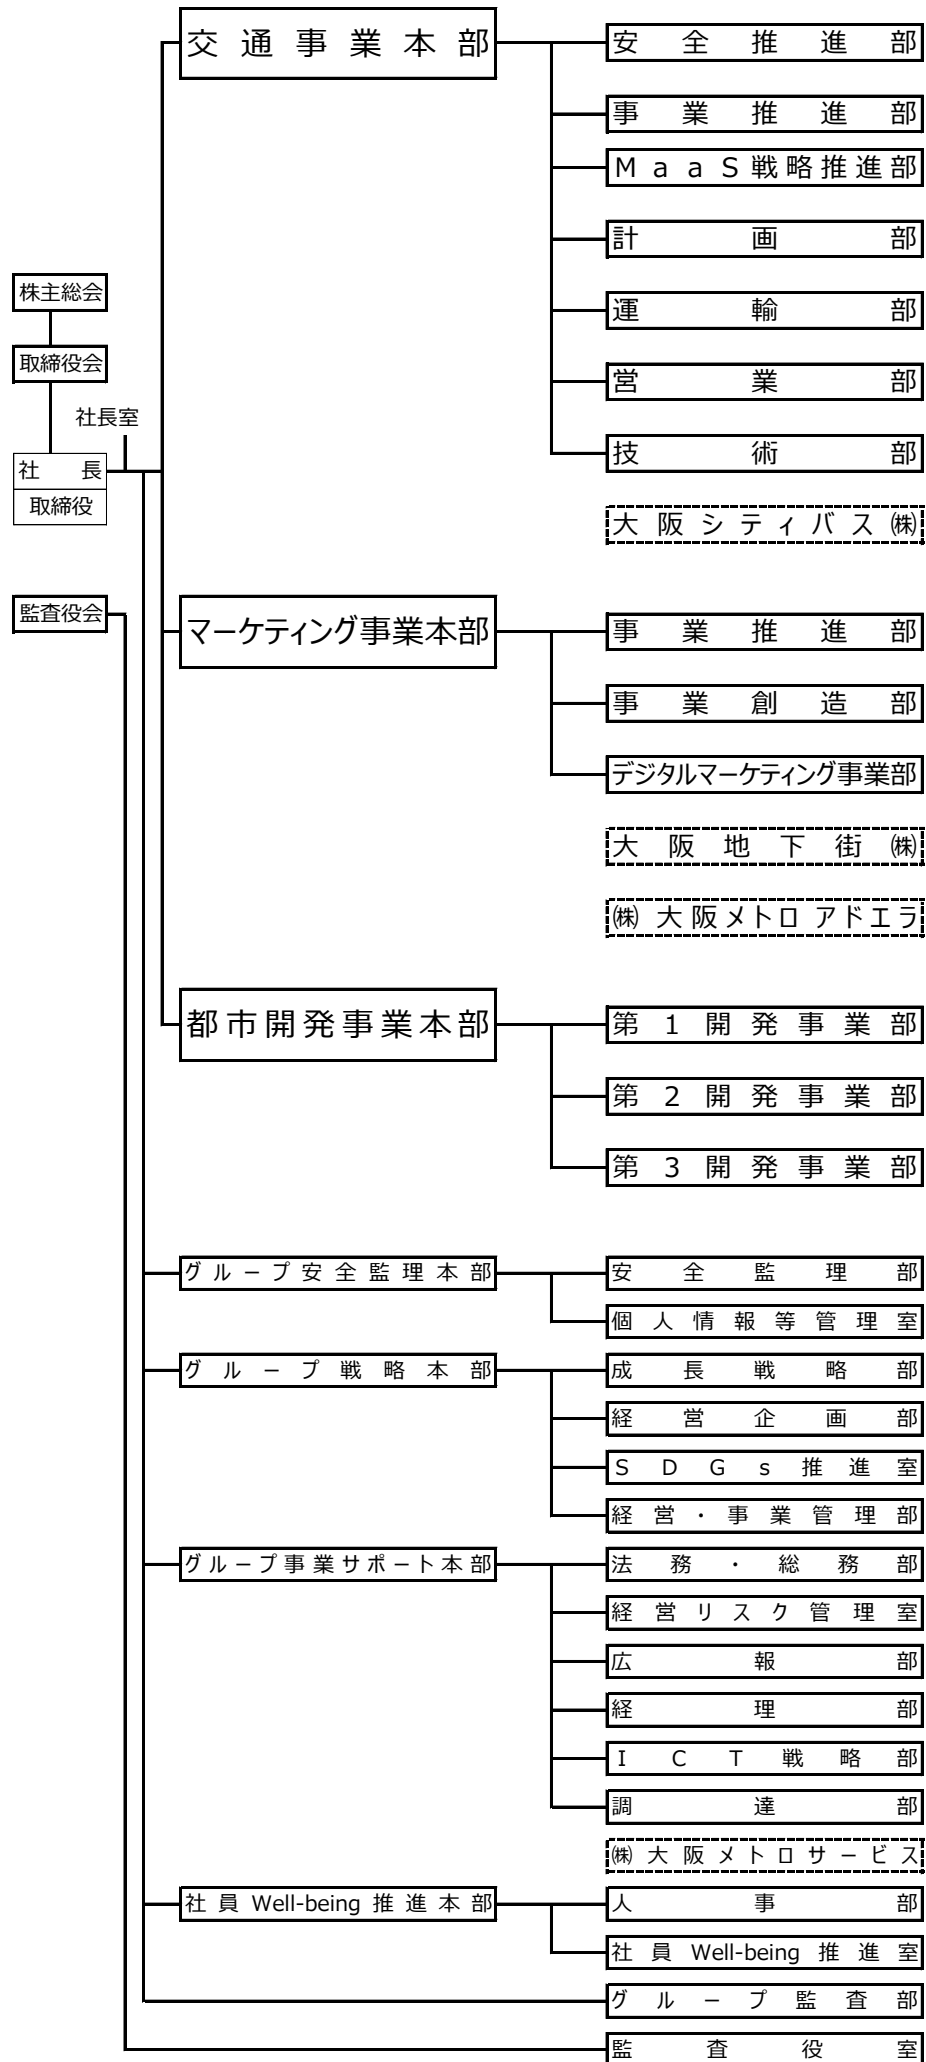 株主総会
取締役会
社長室
社長
取締役
監査役会
交通事業本部
安全推進部
事業推進部
MaaS戦略推進部
計画部
運輸部
営業部
技術部
大阪シティバス㈱
マーケティング事業本部
事業推進部
事業創造部
デジタルマーケティング事業部
大阪地下街㈱
㈱大阪メトロ アドエラ
都市開発事業本部
第1開発事業部
第2開発事業部
第3開発事業部
グループ安全監理本部
安全監理部
個人情報等管理室
グループ戦略本部
成長戦略部
経営企画部
SDGs推進室
経営・事業管理部
グループ事業サポート本部
法務・総務部
経営リスク管理室
広報部
経理部
ICT戦略部
調達部
㈱大阪メトロサービス
社員Well-being推進本部
人事部
社員Well-being推進室
グループ監査部
監査役室